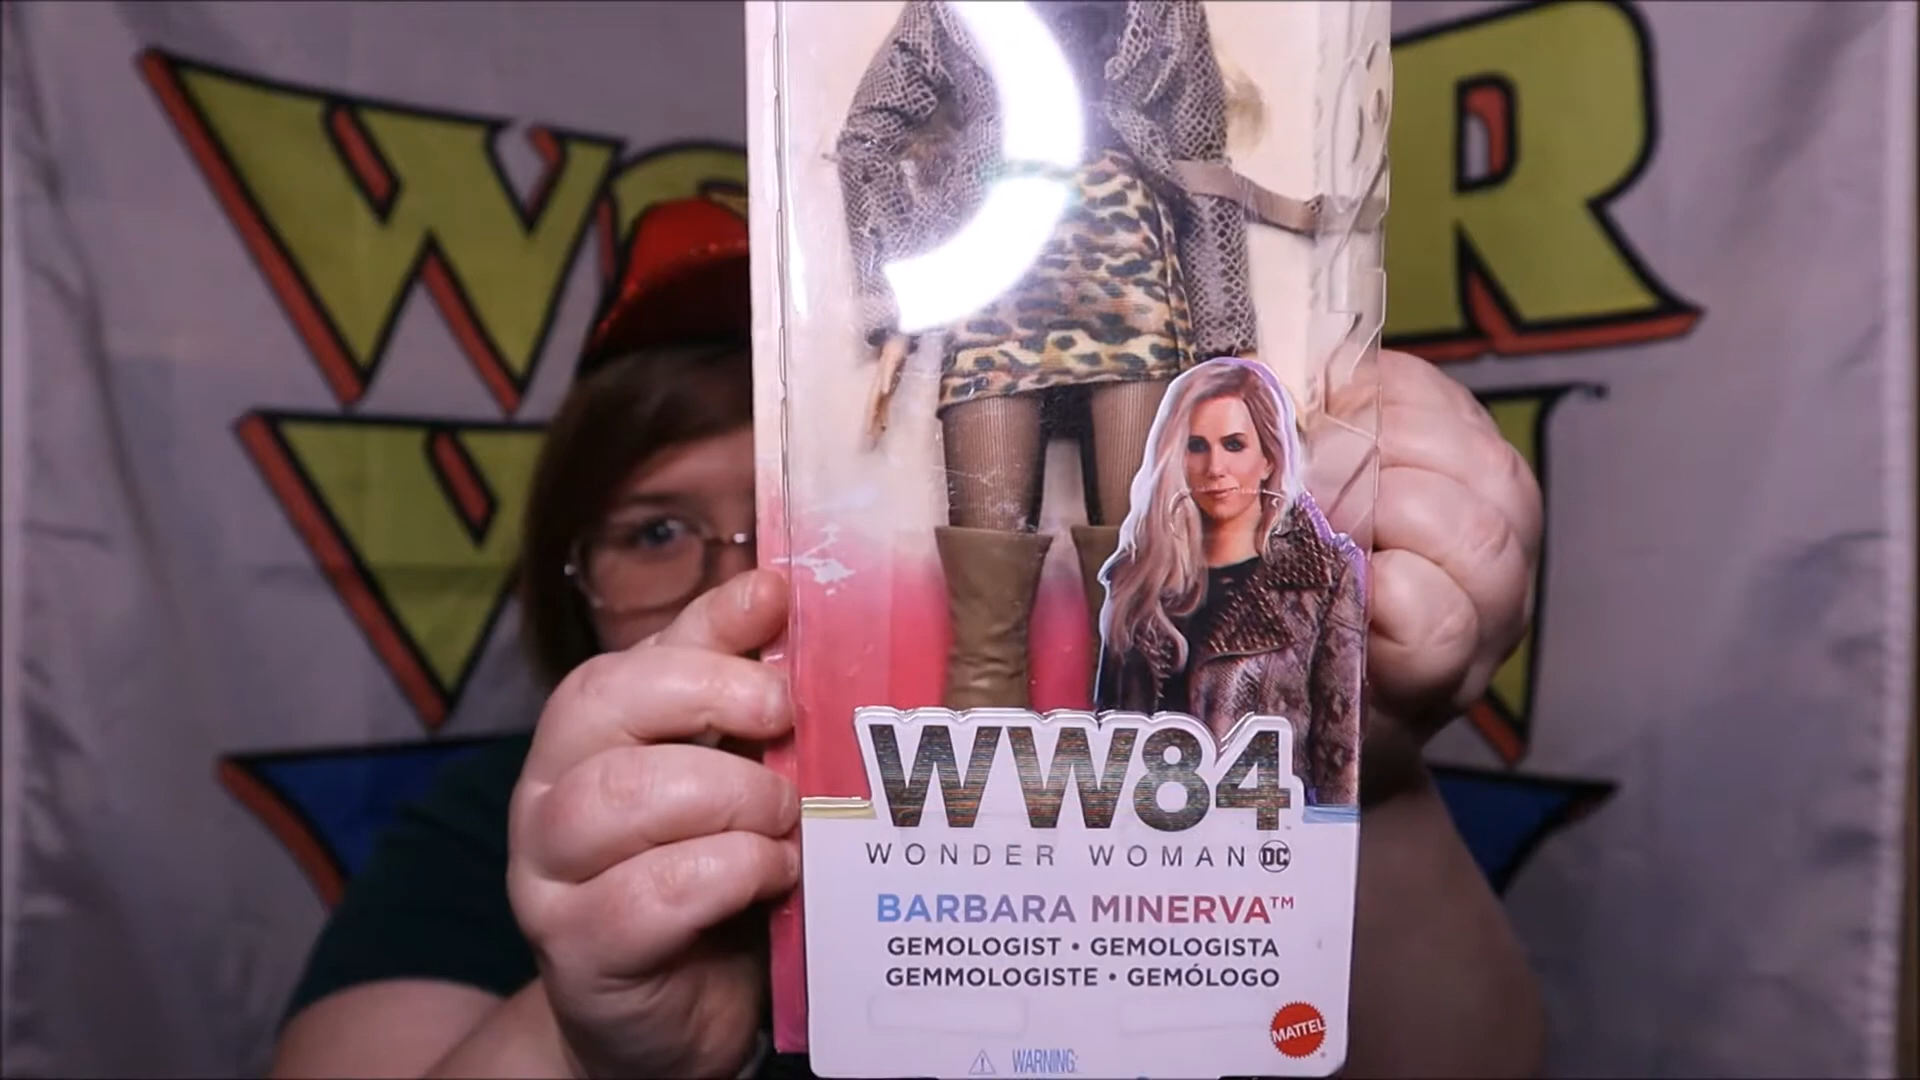 WW84
WONDER WOMAN DC
BARBARA MINERVA™
GEMOLOGIST • GEMOLOGISTA
GEMMOLOGISTE • GEMÓLOGO
MATTEL
WARNING: